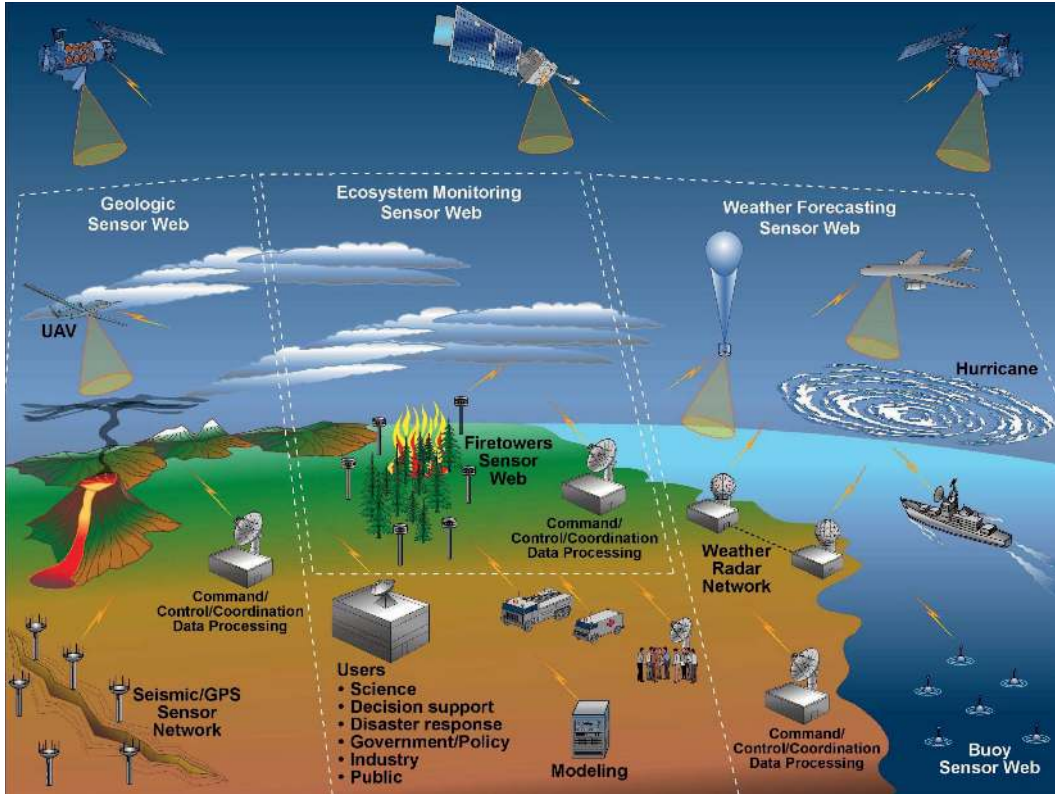 Geologic
Sensor Web
Ecosystem Monitoring
Sensor Web
Weather Forecasting
Sensor Web
UAV
Hurricane
Firetowers
Sensor
Web
Command/
Control/Coordination
Data Processing
Weather
Radar
Network
Command/
Control/Coordination
Data Processing
Seismic/GPS
Sensor
Network
Users
• Science
• Decision support
• Disaster response
• Government/Policy
• Industry
• Public
Modeling
Command/
Control/Coordination
Data Processing
Buoy
Sensor Web